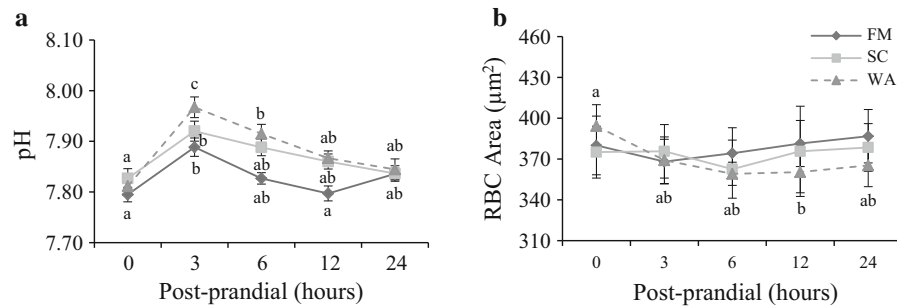 a
8.10
8.00
7.90
7.80
7.70
pH
c
b
b
b
ab
ab
ab
ab
ab
ab
a
a
a
0
3
6
12
24
Post-prandial (hours)
b
460
430
400
370
340
310
RBC Area (µm²)
FM
SC
WA
a
ab
ab
b
ab
0
3
6
12
24
Post-prandial (hours)